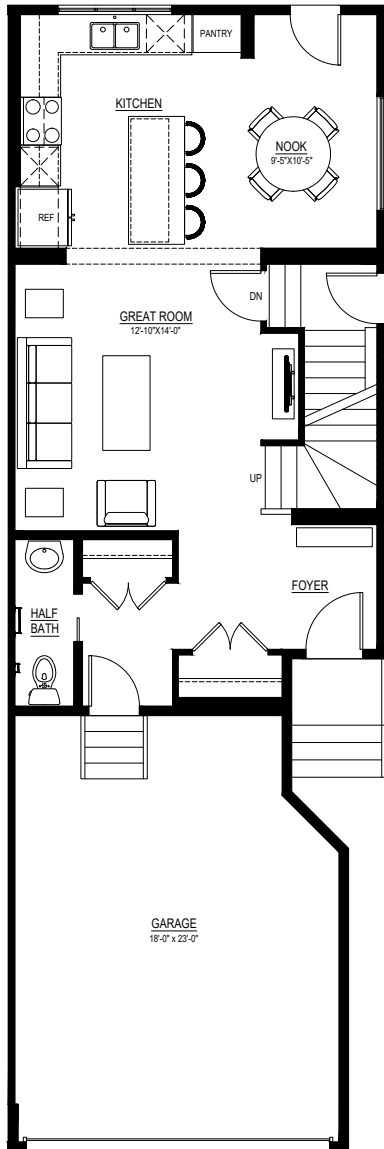 PANTRY
KITCHEN
NOOK
9'-5"X10'-5"
REF
DN
GREAT ROOM
12'-10"X14'-0"
UP
FOYER
HALF
BATH
GARAGE
18'-0" x 23'-0"